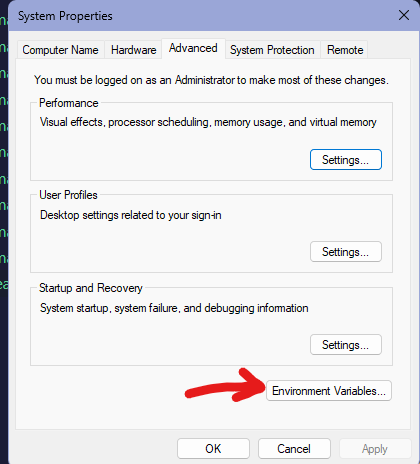 System Properties
Computer Name Hardware Advanced System Protection Remote
You must be logged on as an Administrator to make most of these changes.
Performance
Visual effects, processor scheduling, memory usage, and virtual memory
Settings...
User Profiles
Desktop settings related to your sign-in
Settings...
Startup and Recovery
System startup, system failure, and debugging information
Settings...
Environment Variables...
OK Cancel Apply